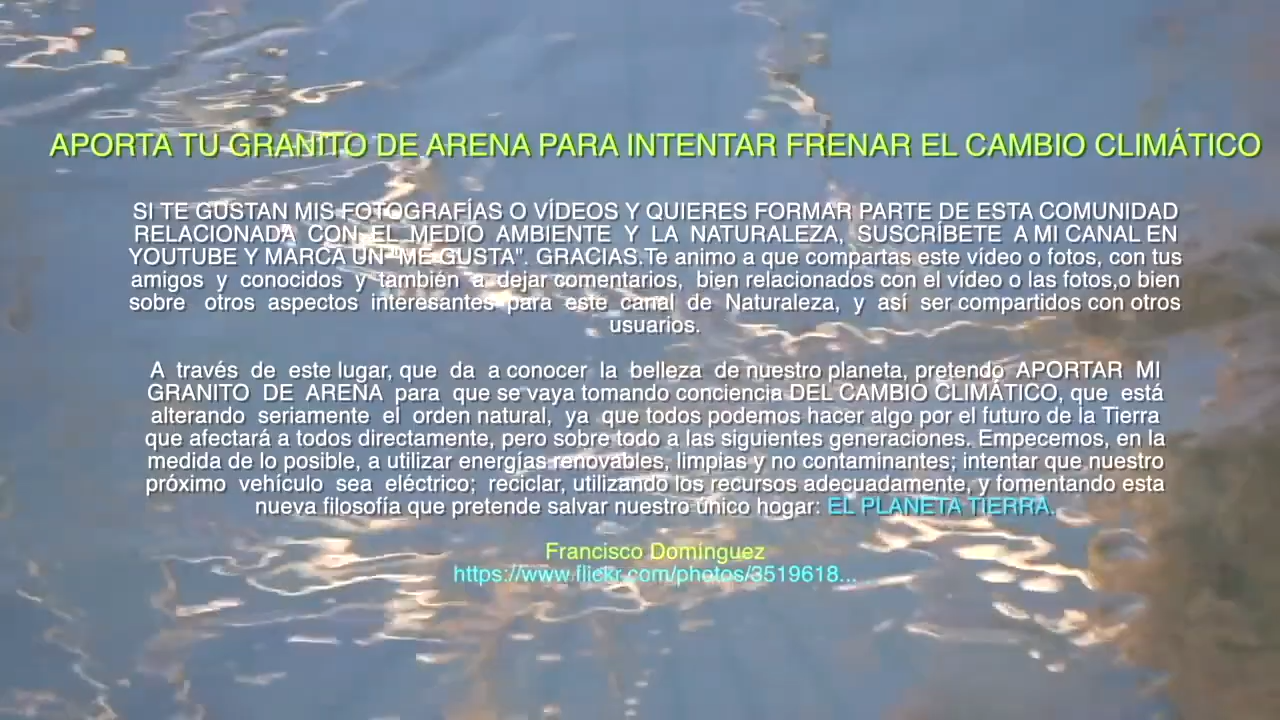 APORTA TU GRANITO DE ARENA PARA INTENTAR FRENAR EL CAMBIO CLIMÁTICO
SI TE GUSTAN MIS FOTOGRAFÍAS O VÍDEOS Y QUIERES FORMAR PARTE DE ESTA COMUNIDAD
RELACIONADA CON EL MEDIO AMBIENTE Y LA NATURALEZA, SUSCRÍBETE A MI CANAL EN
YOUTUBE Y MARCA UN "ME GUSTA". GRACIAS.Te animo a que compartas este vídeo o fotos, con tus
amigos y conocidos y también a dejar comentarios, bien relacionados con el vídeo o las fotos,o bien
sobre otros aspectos interesantes para este canal de Naturaleza, y así ser compartidos con otros
usuarios.
A través de este lugar, que da a conocer la belleza de nuestro planeta, pretendo APORTAR MI
GRANITO DE ARENA para que se vaya tomando conciencia DEL CAMBIO CLIMÁTICO, que está
alterando seriamente el orden natural, ya que todos podemos hacer algo por el futuro de la Tierra
que afectará a todos directamente, pero sobre todo a las siguientes generaciones. Empecemos, en la
medida de lo posible, a utilizar energías renovables, limpias y no contaminantes; intentar que nuestro
próximo vehículo sea eléctrico; reciclar, utilizando los recursos adecuadamente, y fomentando esta
nueva filosofía que pretende salvar nuestro único hogar: EL PLANETA TIERRA.
Francisco Domínguez
https://www.flickr.com/photos/3519618...